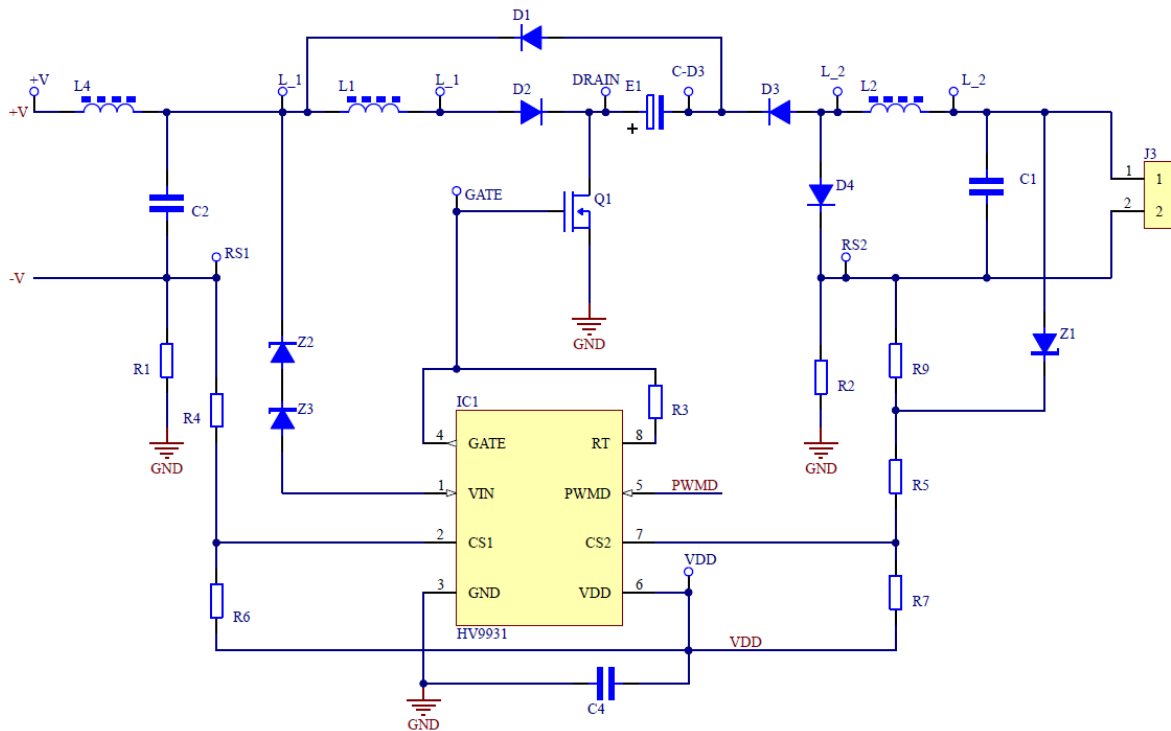 D1
+V
L4
L_1
L1
L_1
D2
DRAIN
E1
C-D3
D3
L_2
L2
L_2
+V
+
J3
C2
GATE
Q1
D4
C1
1
1
2
2
RS1
RS2
-V
GND
R1
Z2
R2
R9
Z1
R4
Z3
IC1
R3
GND
4
GATE
RT
8
GND
R5
1
VIN
PWMD
5
PWMD
2
CS1
CS2
7
VDD
3
GND
VDD
6
R6
R7
HV9931
VDD
C4
GND